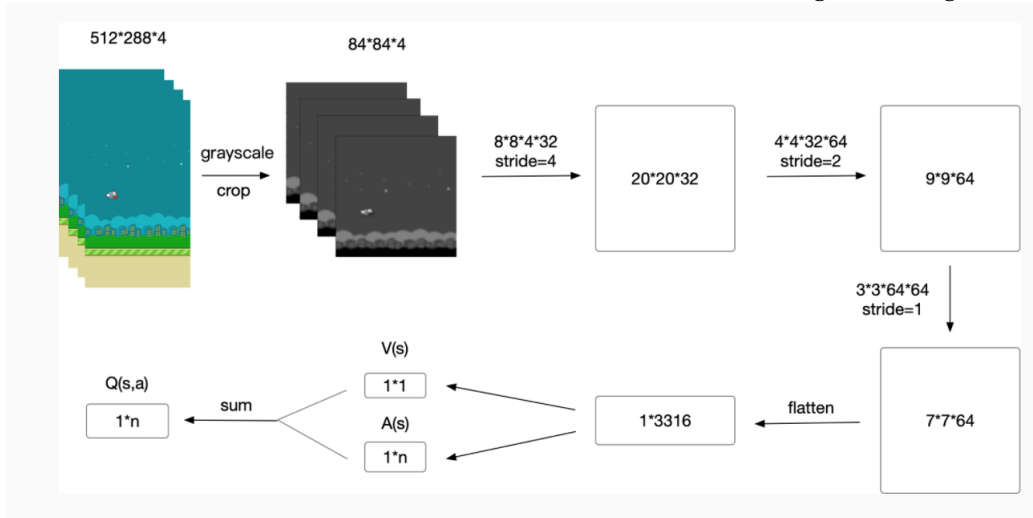 512*288*4
84*84*4
grayscale
crop
8*8*4*32
stride=4
20*20*32
4*4*32*64
stride=2
9*9*64
3*3*64*64
stride=1
7*7*64
flatten
1*3316
V(s)
1*1
A(s)
1*n
sum
Q(s,a)
1*n